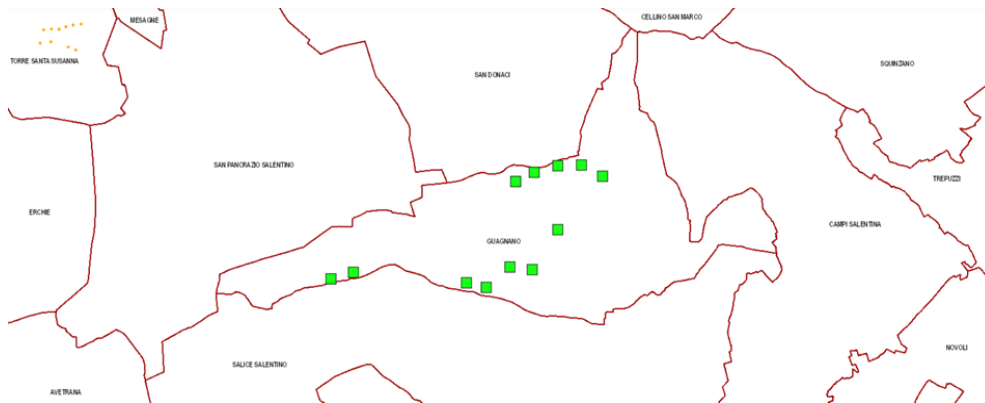 MESAGNE
CELLINO SAN MARCO
TORRE SANTA SUSANNA
SQUINZANO
SAN DONACI
SAN PANCRAZIO SALENTINO
TREPUZZI
ERCHIE
CAMPI SALENTINA
GUAGNANO
NOVOLI
SALICE SALENTINO
AVETRANA